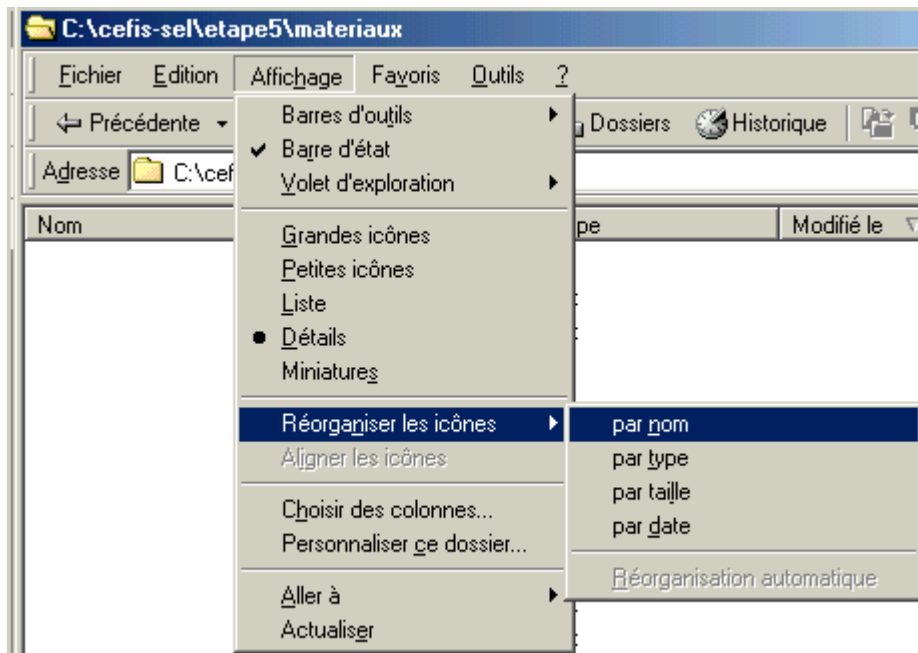 C:\cefis-sel\etape5\materiaux
Fichier Edition Affichage Favoris Outils ?
Précédente Dossiers Historique
Adresse C:\cef
Nom pe Modifié le
Barres d'outils
Barre d'état
Volet d'exploration
Grandes icônes
Petites icônes
Liste
Détails
Miniatures
Réorganiser les icônes
Aligner les icônes
Choisir des colonnes...
Personnaliser ce dossier...
Aller à
Actualiser
par nom
par type
par taille
par date
Réorganisation automatique